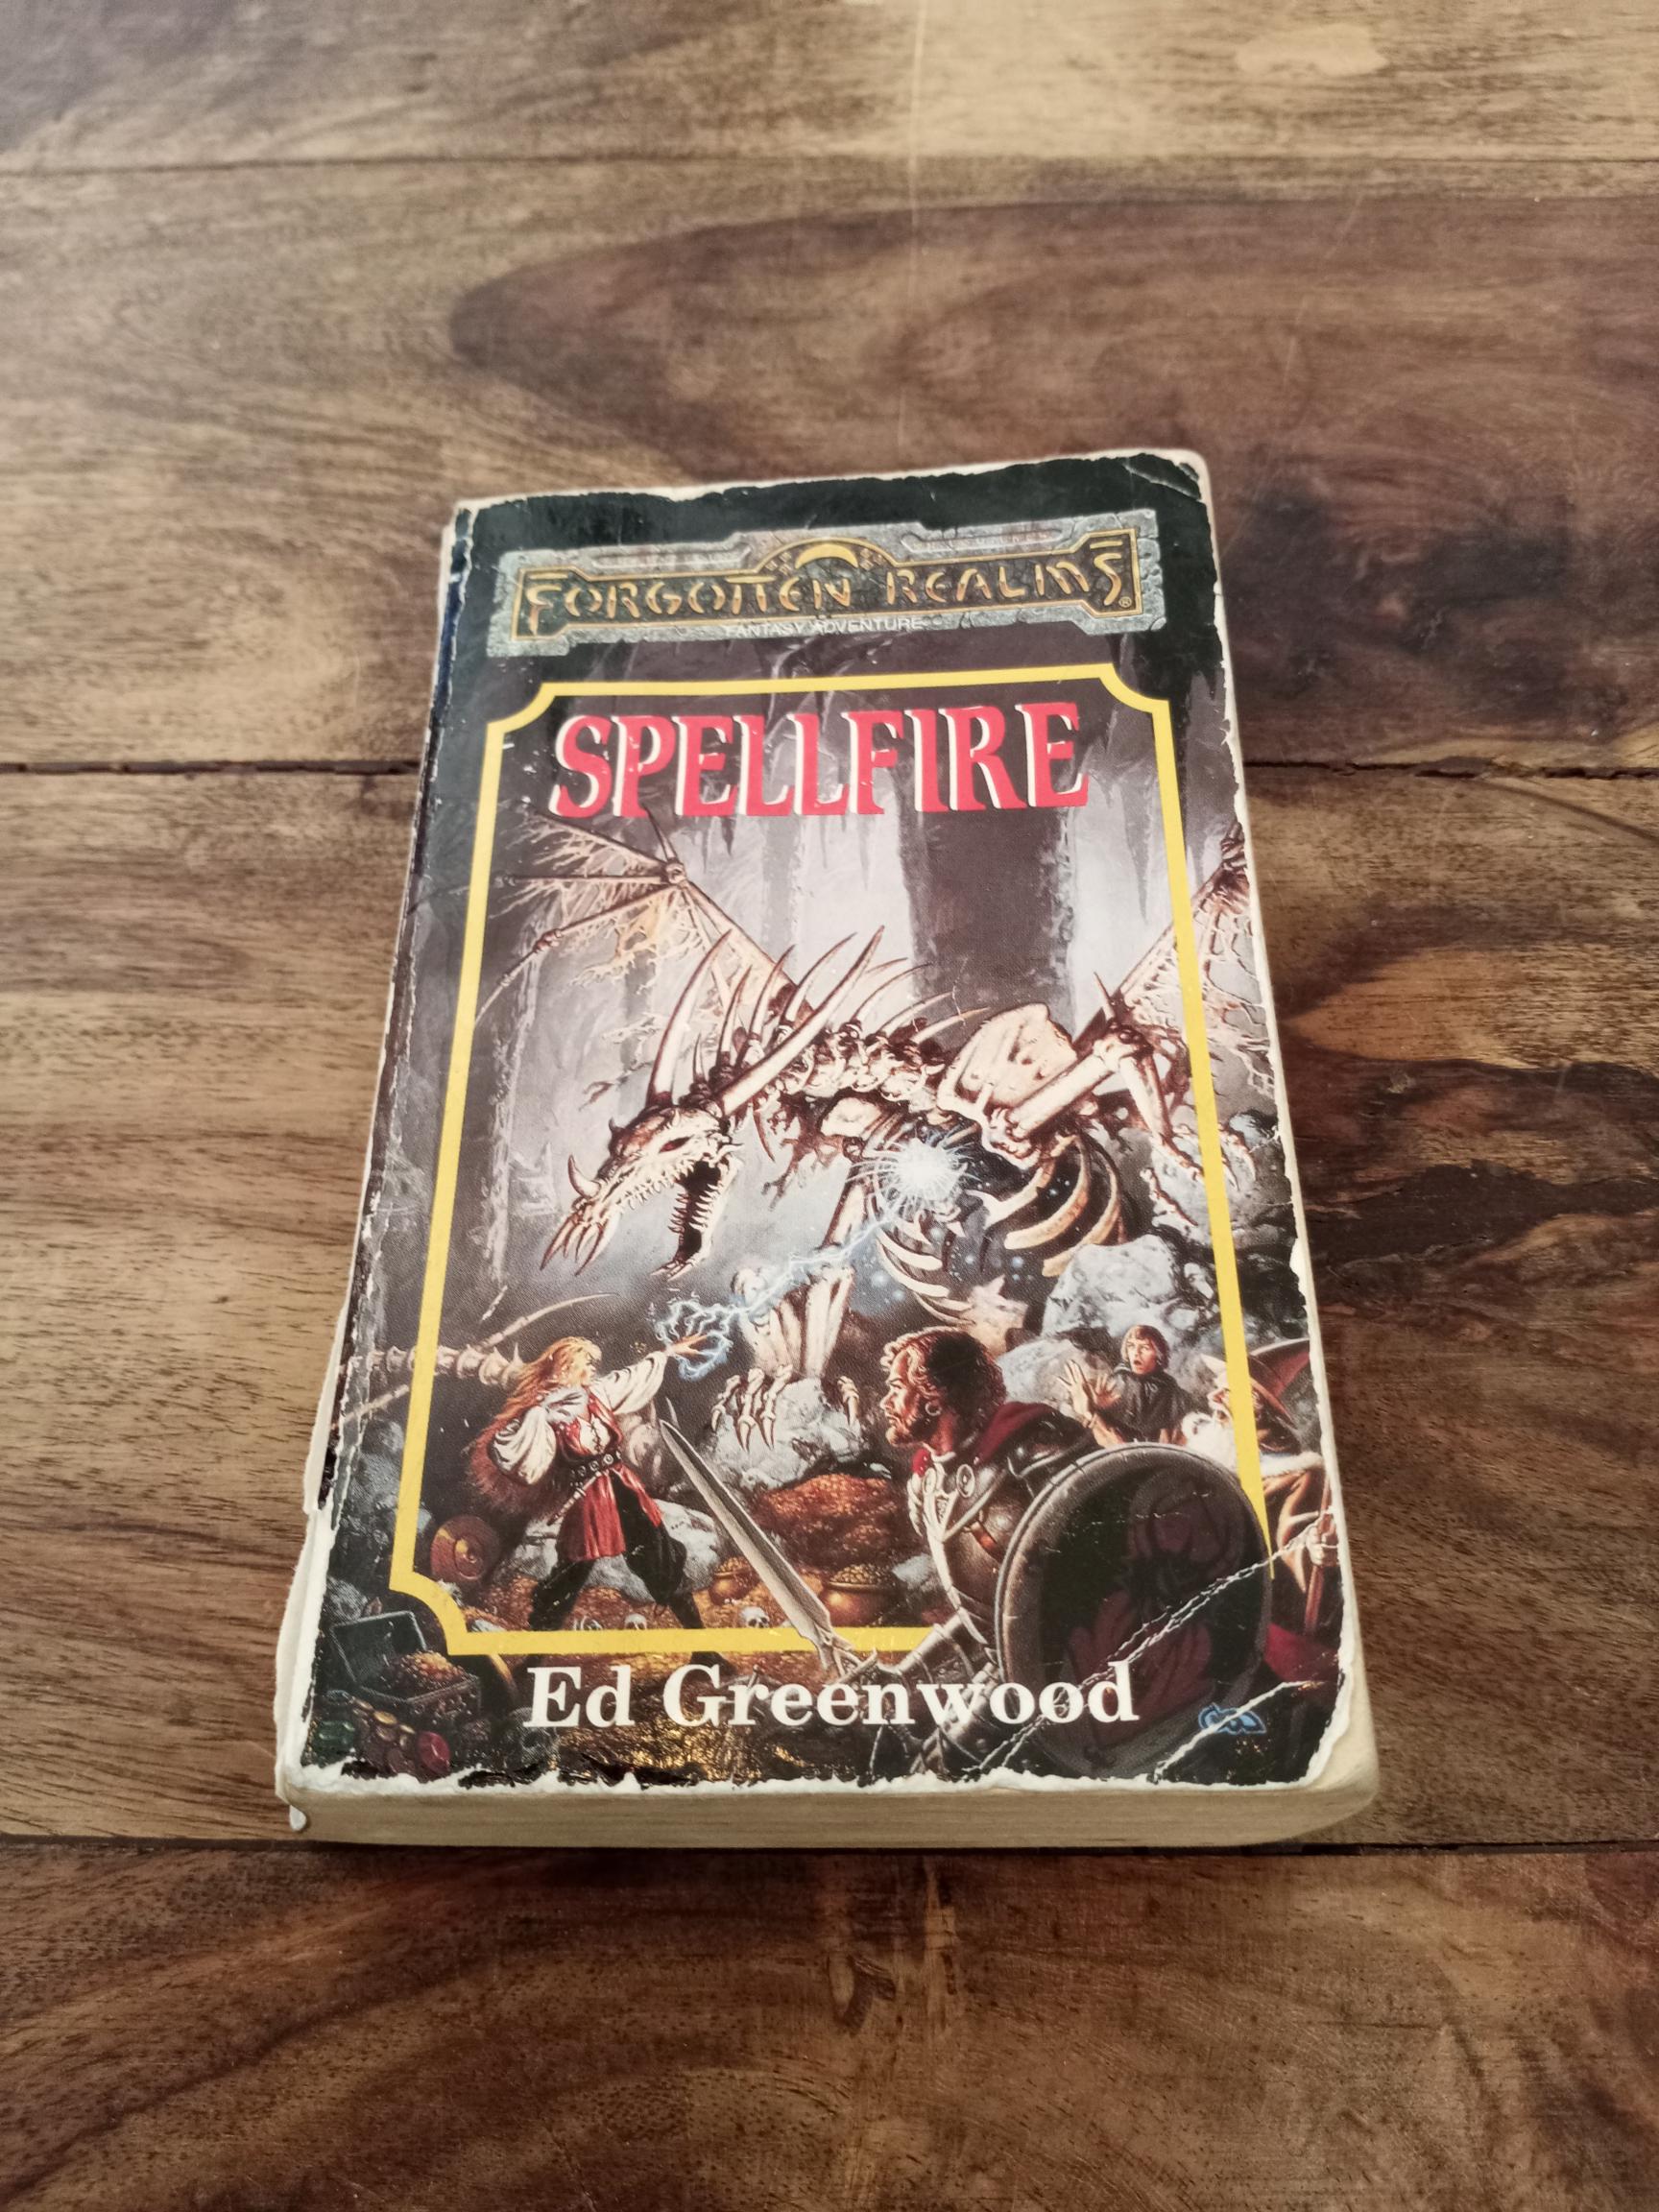 FORGOTTEN REALMS®
FANTASY ADVENTURE
SPELLFIRE
Ed Greenwood